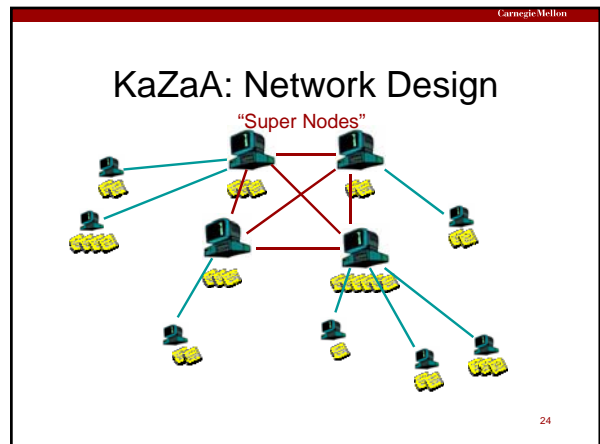 Carnegie Mellon
KaZaA: Network Design
“Super Nodes”
24